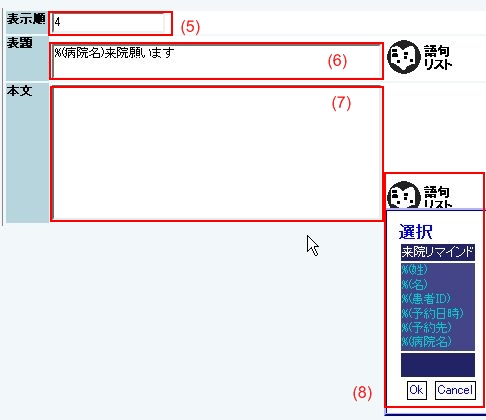 表示順
4
(5)
表題
%(病院名)来院願います
(6)
語句
リスト
本文
(7)
語句
リスト
選択
来院リマインド
%(姓)
%(名)
%(患者ID)
%(予約日時)
%(予約先)
%(病院名)
(8)
Ok
Cancel